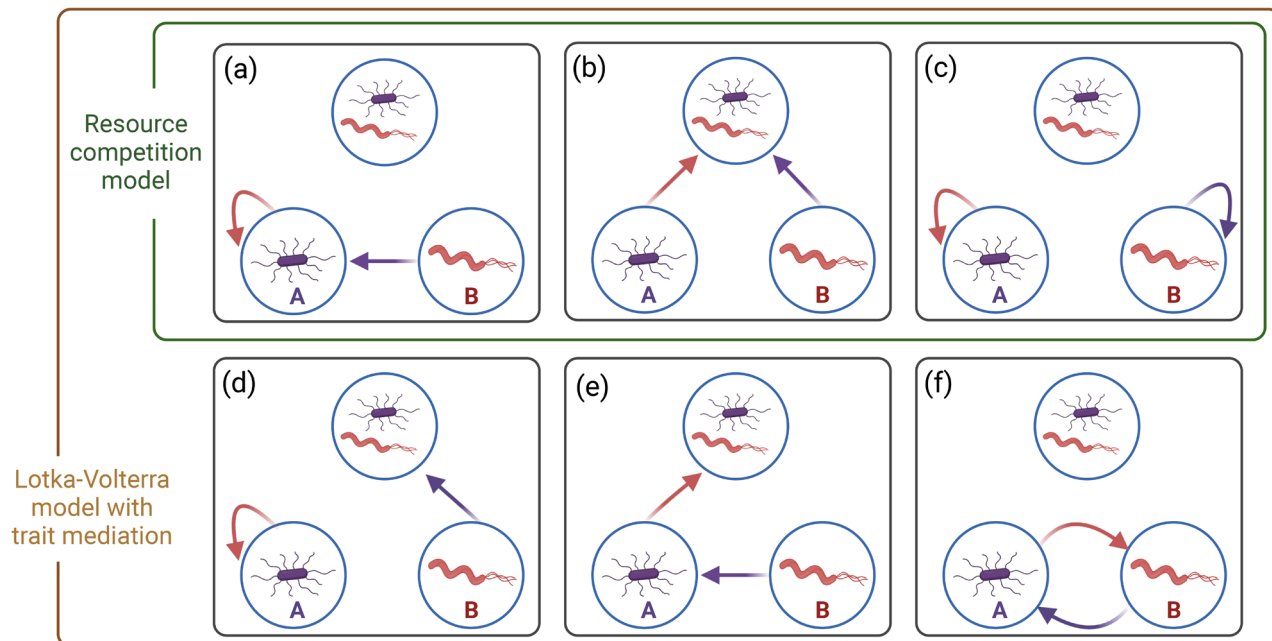 Resource
competition
model
(a)
A
B
(b)
A
B
(c)
A
B
Lotka-Volterra
model with
trait mediation
(d)
A
B
(e)
A
B
(f)
A
B